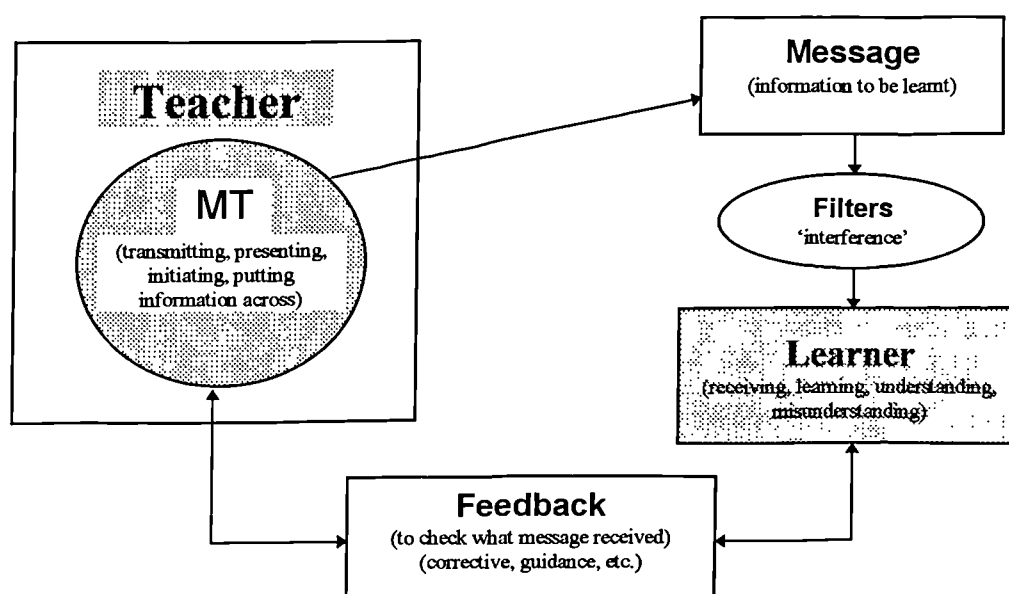 Teacher
MT
(transmitting, presenting,
initiating, putting
information across)
Message
(information to be learnt)
Filters
‘interference’
Learner
(receiving, learning, understanding,
misunderstanding)
Feedback
(to check what message received)
(corrective, guidance, etc.)